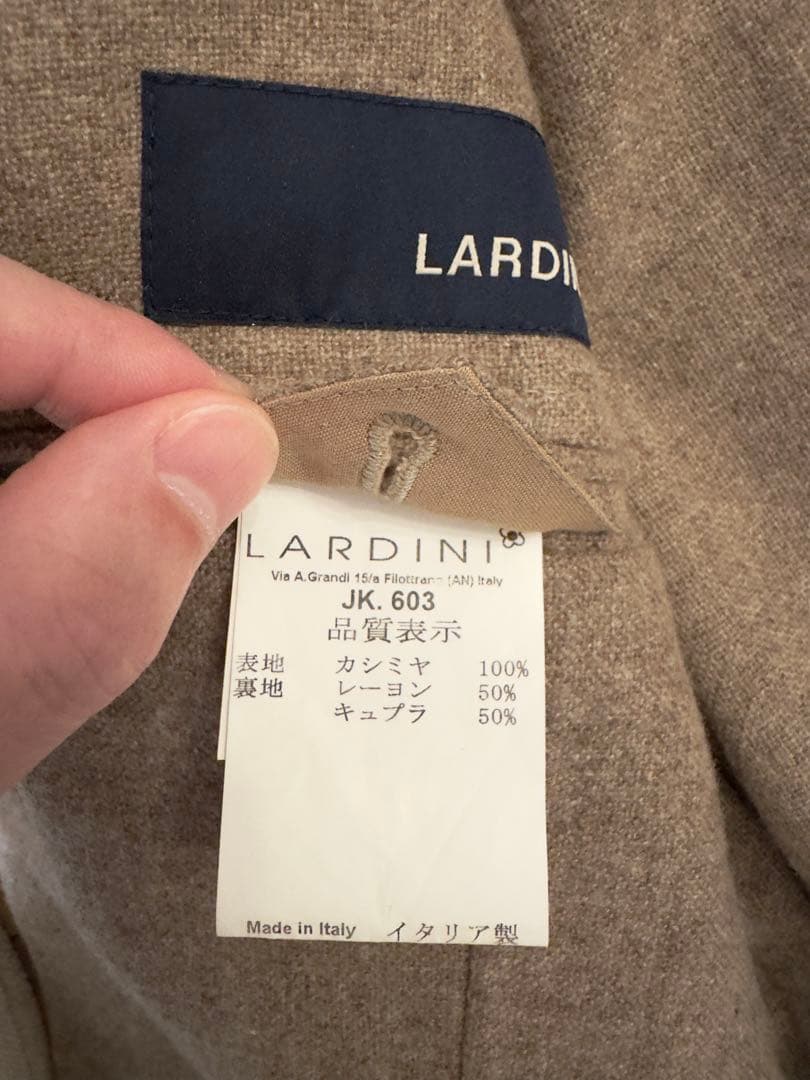 LARDIN
LARDINI
Via A.Grandi 15/a Filottrano (AN) Italy
JK. 603
品質表示
表地 カシミヤ 100%
裏地 レーヨン 50%
キュプラ 50%
Made in Italy イタリア製